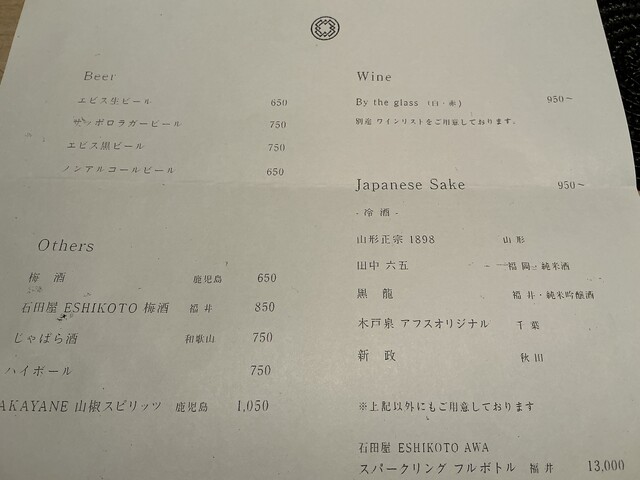 Beer
エビス生ビール 650
サッポロラガービール 750
エビス黒ビール 750
ノンアルコールビール 650
Others
梅 酒 鹿児島 650
石田屋 ESHIKOTO 梅酒 福井 850
じゃばら酒 和歌山 750
ハイボール 750
AKAYANE 山椒スピリッツ 鹿児島 1,050
Wine
By the glass （白・赤） 950～
別途 ワインリストをご用意しております。
Japanese Sake 950～
- 冷 酒 -
山形正宗 1898 山形
田中 六五 福岡・純米酒
黒 龍 福井・純米吟醸酒
木戸泉 アフスオリジナル 千葉
新 政 秋田
※上記以外にもご用意しております
石田屋 ESHIKOTO AWA
スパークリング フルボトル 福井 13,000